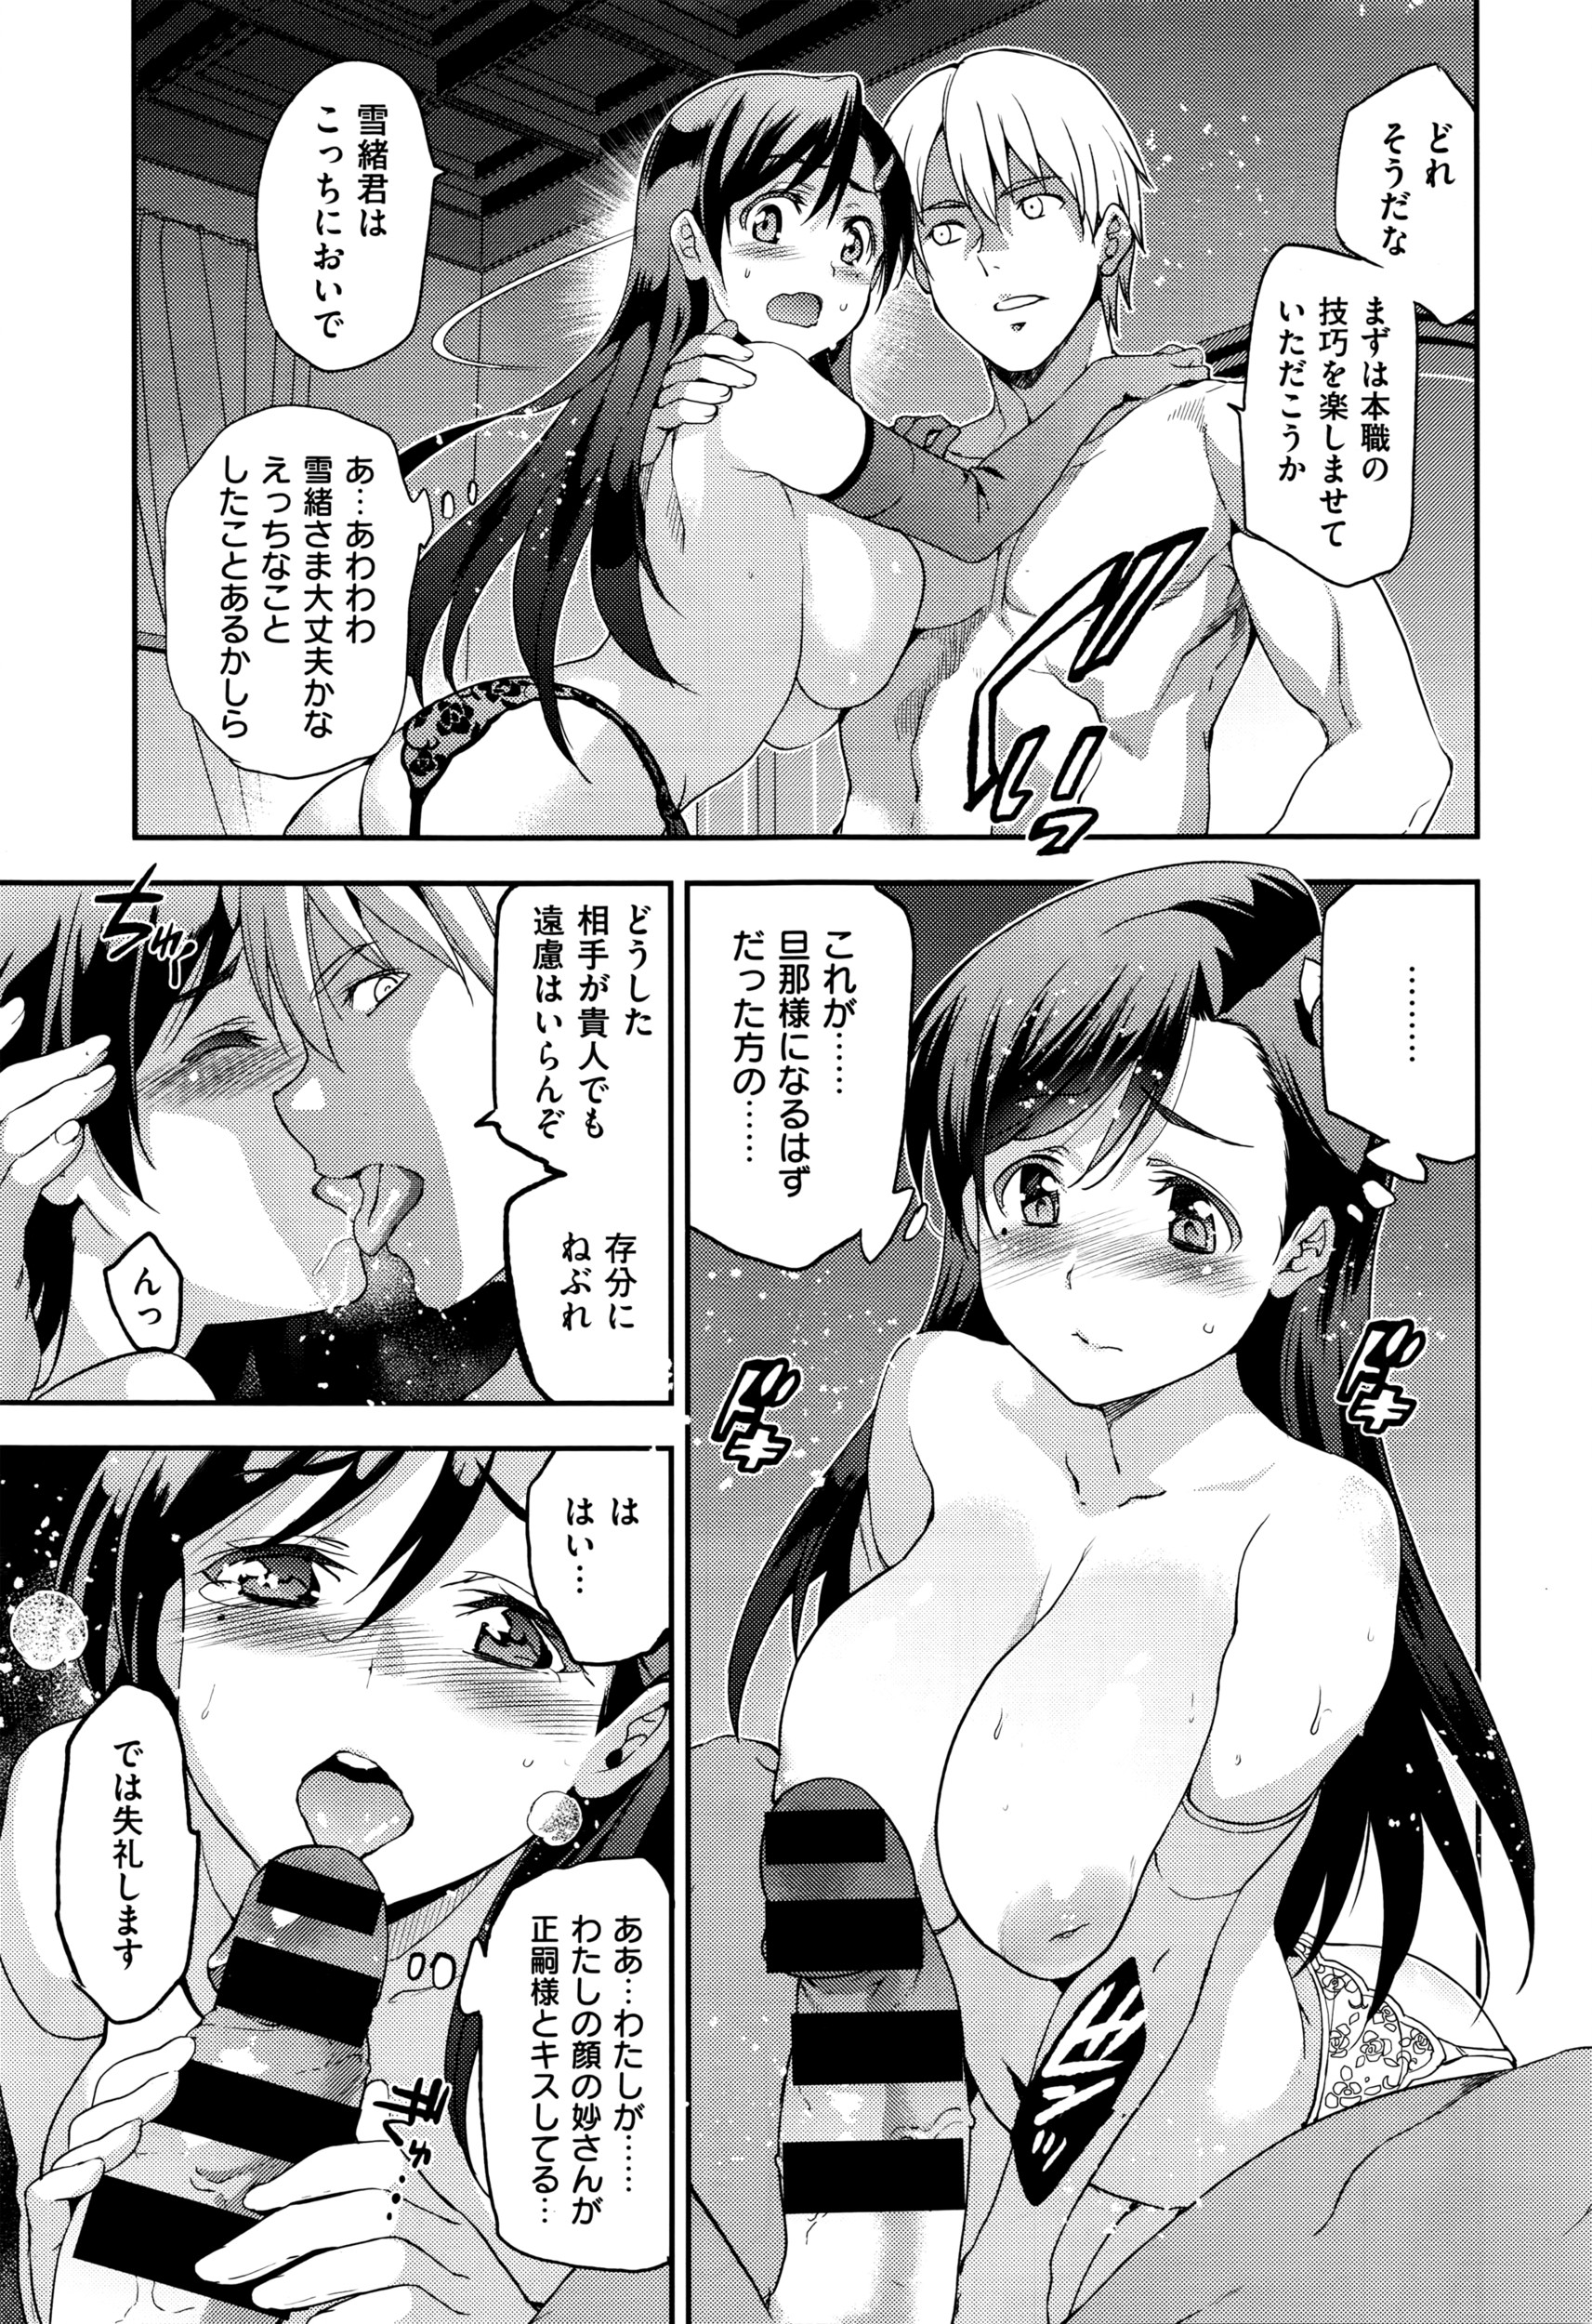 どれ
そうだな
まずは本職の
技巧を楽しませて
いただこうか
雪緒君は
こっちにおいで
あ…あわわわ
雪緒さま大丈夫かな
えっちなこと
したことあるかしら
………
これが……
旦那様になるはず
だった方の……
ドキ
ドキ
どうした
相手が貴人でも
遠慮はいらんぞ
存分に
ねぶれ
ちゅ
んっ
は
はい…
では失礼します
ああ…わたしが……
わたしの顔の妙さんが
正嗣様とキスしてる…